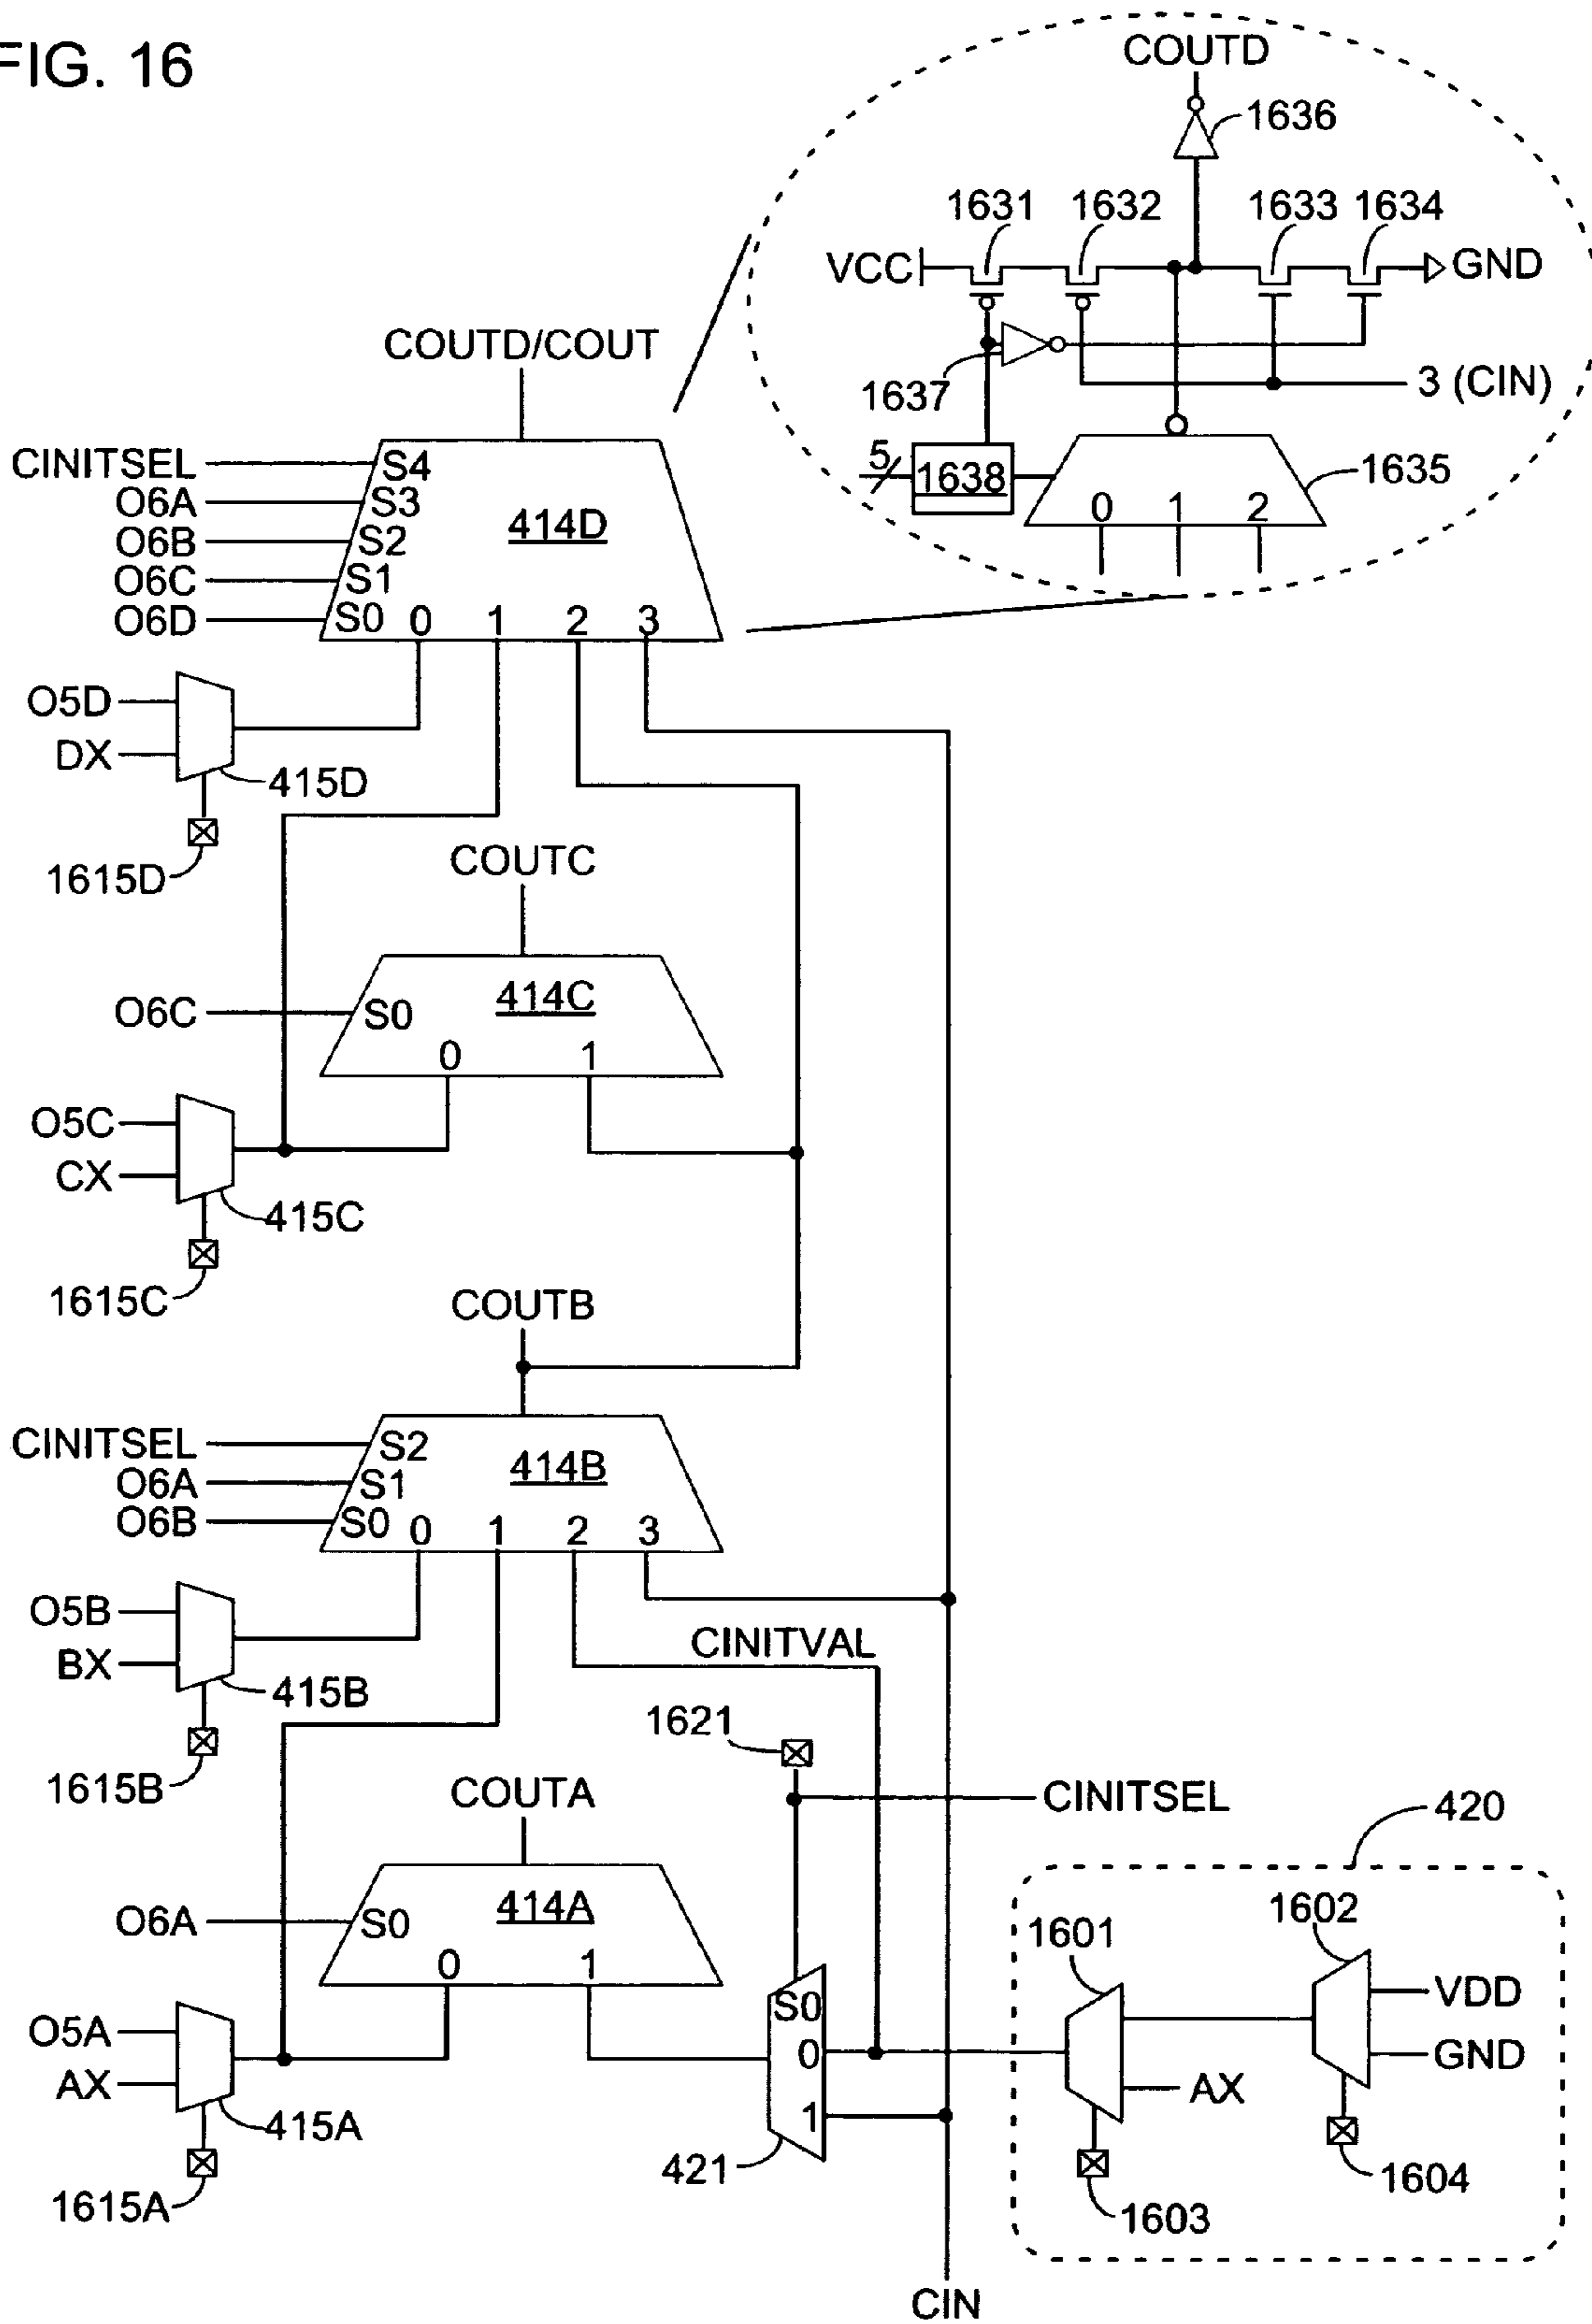 FIG. 16
COUTD
1636
1631 1632 1633 1634
VCC GND
1637
3 (CIN)
5
1638
1635
0 1 2
COUTD/COUT
CINITSEL S4
O6A S3
O6B S2
O6C S1
O6D S0
414D
0 1 2 3
O5D
DX
415D
1615D
COUTC
414C
O6C S0
0 1
O5C
CX
415C
1615C
COUTB
CINITSEL S2
O6A S1
O6B S0
414B
0 1 2 3
O5B
BX
415B
1615B
CINITVAL
1621
CINITSEL
COUTA
414A
O6A S0
0 1
O5A
AX
415A
1615A
S0
0
1
421
420
1601
1602
VDD
GND
AX
1603
1604
CIN